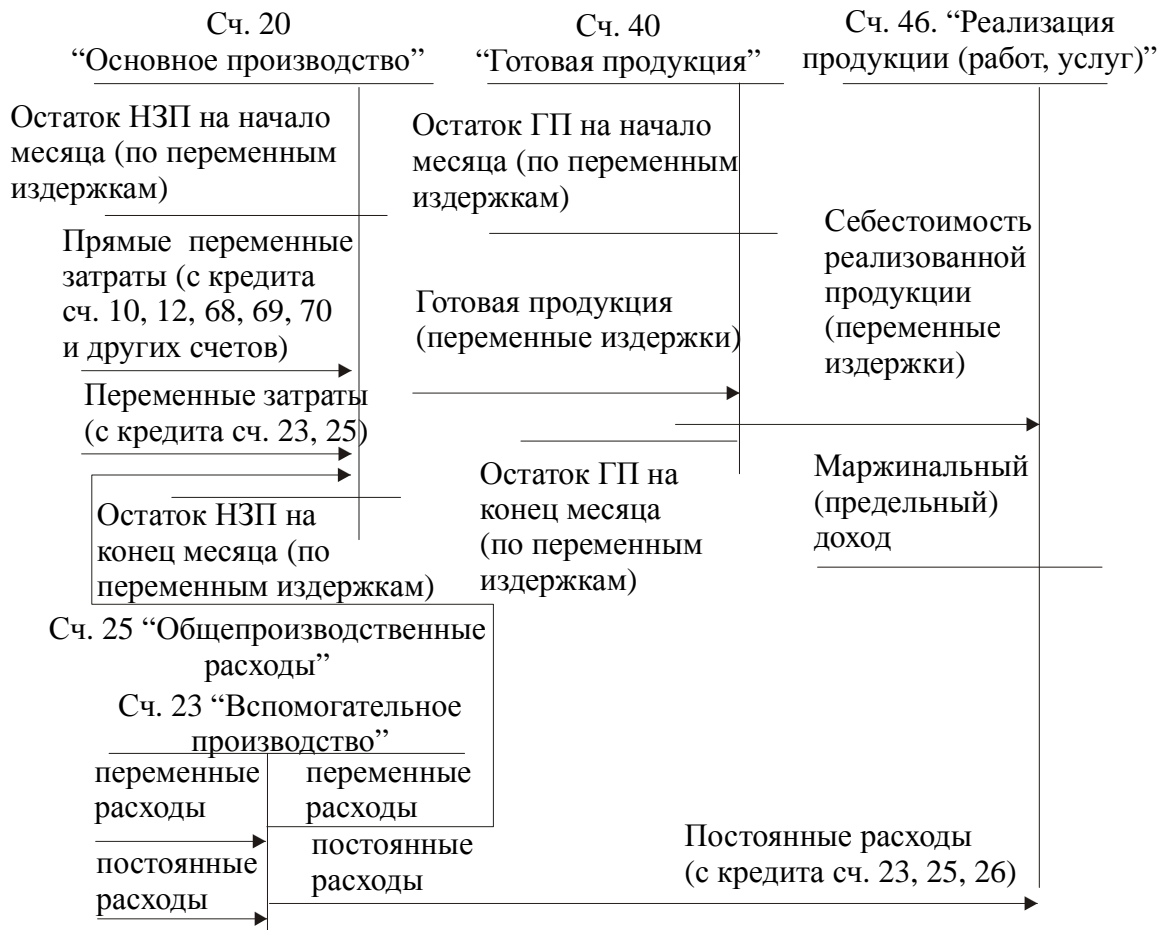 Сч. 20
“Основное производство”
Сч. 40
“Готовая продукция”
Сч. 46. “Реализация
продукции (работ, услуг)”
Остаток НЗП на начало
месяца (по переменным
издержкам)
Остаток ГП на начало
месяца (по переменным
издержкам)
Прямые переменные
затраты (с кредита
сч. 10, 12, 68, 69, 70
и других счетов)
Готовая продукция
(переменные издержки)
Себестоимость
реализованной
продукции
(переменные
издержки)
Переменные затраты
(с кредита сч. 23, 25)
Остаток НЗП на
конец месяца (по
переменным издержкам)
Остаток ГП на
конец месяца
(по переменным
издержкам)
Маржинальный
(предельный)
доход
Сч. 25 “Общепроизводственные
расходы”
Сч. 23 “Вспомогательное
производство”
переменные
расходы
переменные
расходы
постоянные
расходы
постоянные
расходы
Постоянные расходы
(с кредита сч. 23, 25, 26)